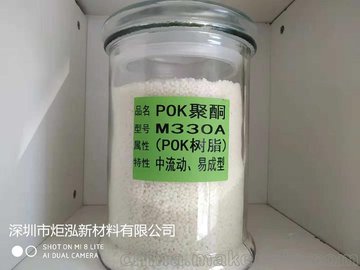 品名 POK聚酮
型号 M330A
属性 (POK树脂)
特性 中流动、易成型
深圳市炬泓新材料有限公司
SHOT ON MI 8 LITE
AI DUAL CAMERA